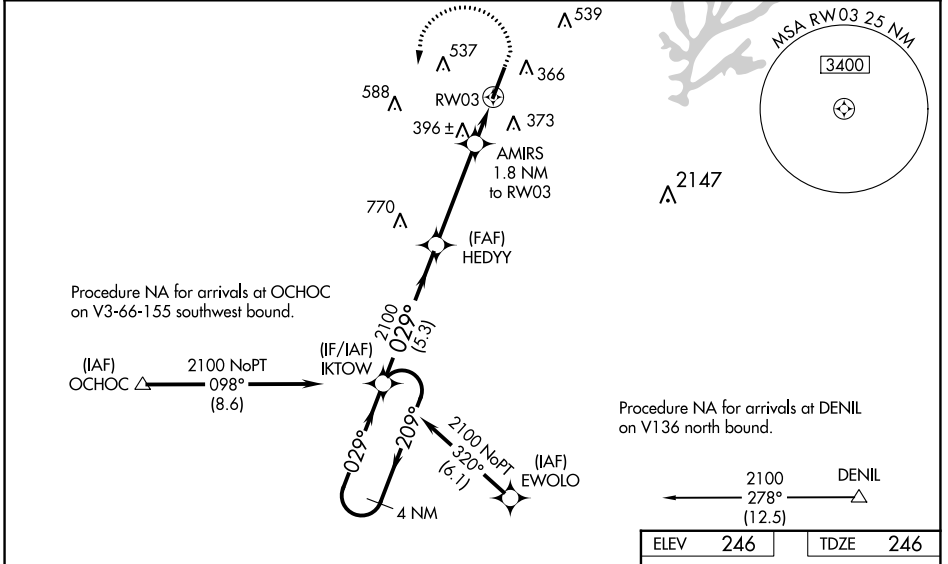 539
537
366
588
RW03
396 ±
373
AMIRS
1.8 NM
to RW03
MSA RW03 25 NM
3400
2147
770
(FAF)
HEDYY
Procedure NA for arrivals at OCHOC
on V3-66-155 southwest bound.
2100
029°
(5.3)
(IF/IAF)
IKTOW
(IAF)
OCHOC
2100 NoPT
098°
(8.6)
029°
209°
4 NM
2100 NoPT
320°
(6.1)
(IAF)
EWOLO
Procedure NA for arrivals at DENIL
on V136 north bound.
2100
278°
(12.5)
DENIL
ELEV 246
TDZE 246